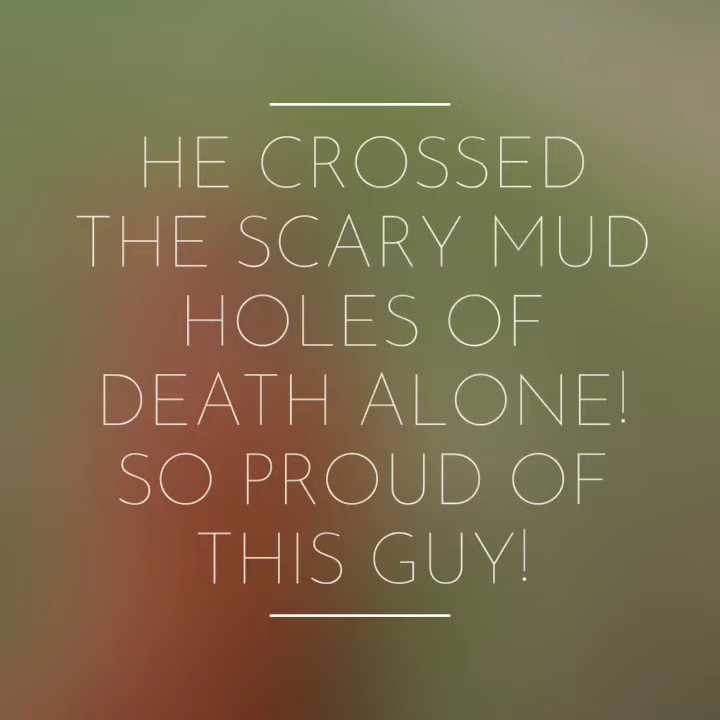 HE CROSSED
THE SCARY MUD
HOLES OF
DEATH ALONE!
SO PROUD OF
THIS GUY!